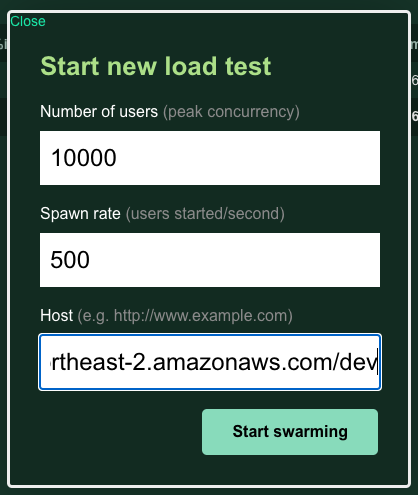 Close
Start new load test
Number of users (peak concurrency)
10000
Spawn rate (users started/second)
500
Host (e.g. http://www.example.com)
rtheast-2.amazonaws.com/dev
Start swarming